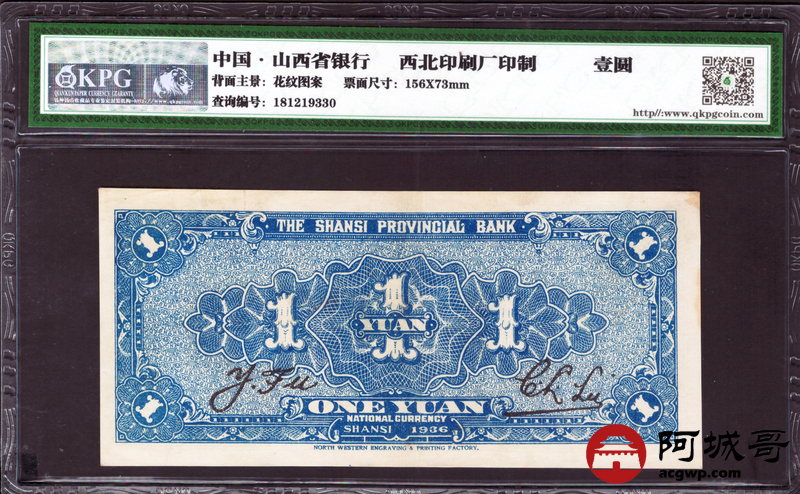 中国·山西省银行 西北印刷厂印制 壹圆
QKPG
背面主景：花纹图案 票面尺寸：156X73mm
查询编号：181219330
http//:www.qkpgcoin.com
THE SHANSI PROVINCIAL BANK
1 1 1
YUAN
Y. Fu Ch Liu
ONE YUAN
NATIONAL CURRENCY
SHANSI 1936
NORTH WESTERN ENGRAVING & PRINTING FACTORY.
阿城哥
acgwp.com